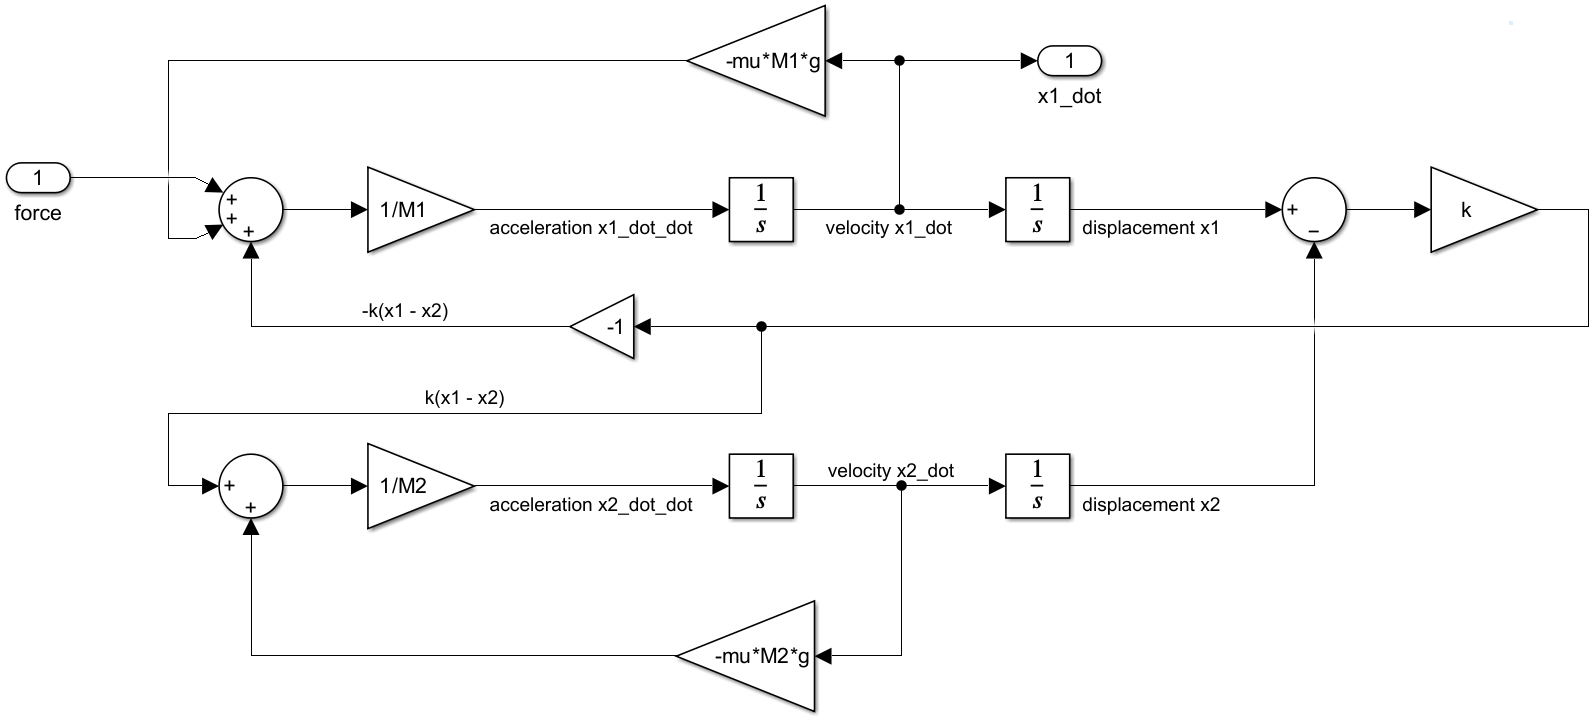 -mu*M1*g
1
x1_dot
1
force
+
+
+
1/M1
acceleration x1_dot_dot
1
s
velocity x1_dot
1
s
displacement x1
+
−
k
-k(x1 - x2)
-1
k(x1 - x2)
+
+
1/M2
acceleration x2_dot_dot
1
s
velocity x2_dot
1
s
displacement x2
-mu*M2*g